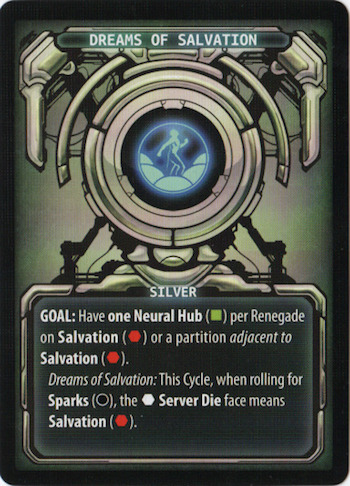 DREAMS OF SALVATION
SILVER
GOAL: Have one Neural Hub (■) per Renegade
on Salvation (⬢) or a partition adjacent to
Salvation (⬢).
Dreams of Salvation: This Cycle, when rolling for
Sparks (○), the ⬢ Server Die face means
Salvation (⬢).